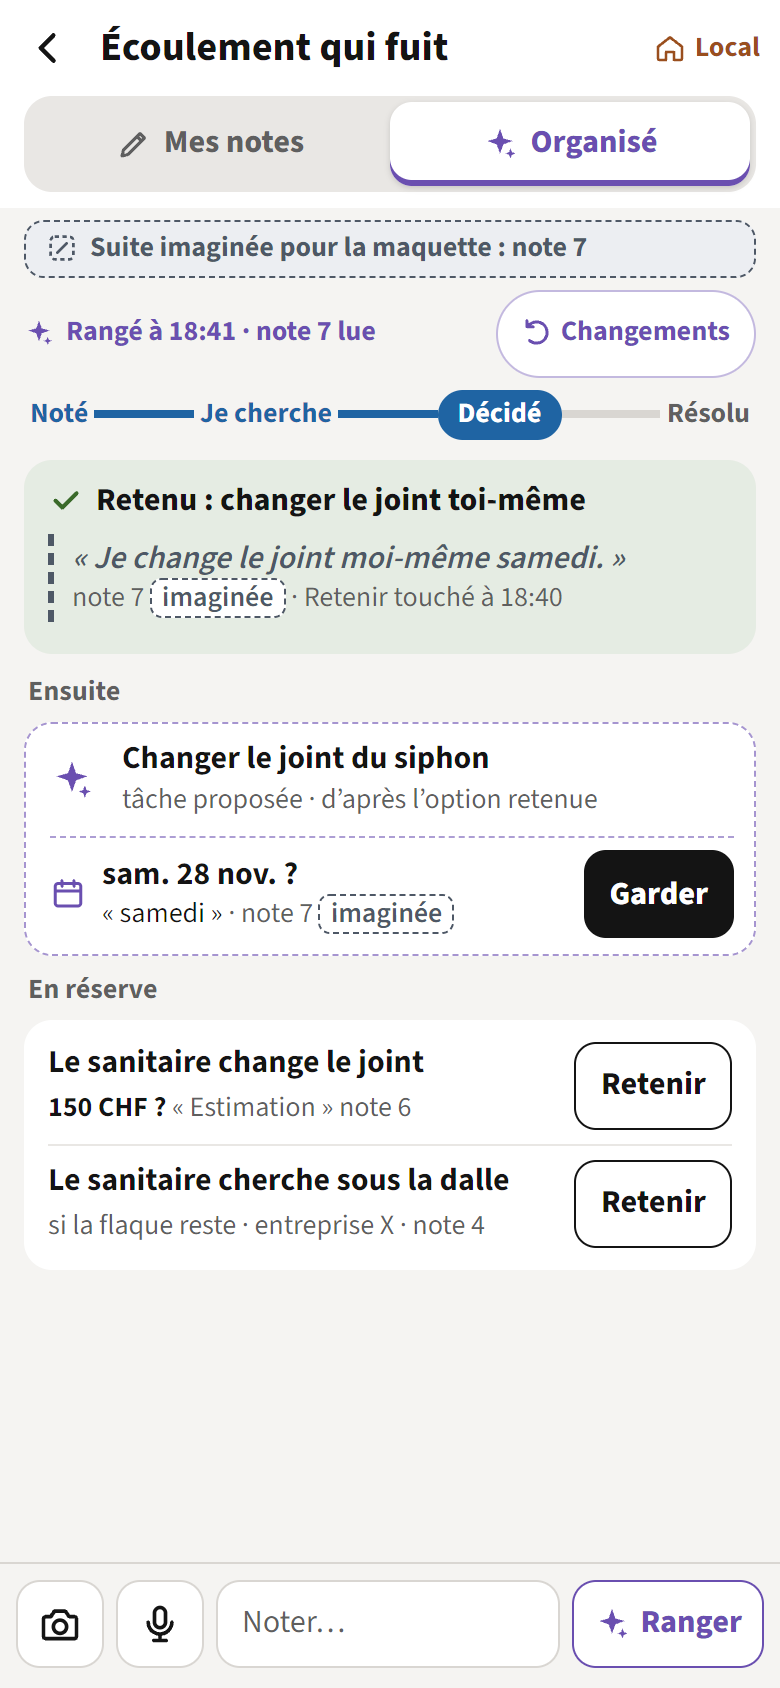 Écoulement qui fuit
Local
Mes notes
Organisé
Suite imaginée pour la maquette : note 7
Rangé à 18:41 · note 7 lue
Changements
Noté
Je cherche
Décidé
Résolu
Retenu : changer le joint toi-même
« Je change le joint moi-même samedi. »
note 7 imaginée · Retenir touché à 18:40
Ensuite
Changer le joint du siphon
tâche proposée · d’après l’option retenue
sam. 28 nov. ?
« samedi » · note 7 imaginée
Garder
En réserve
Le sanitaire change le joint
150 CHF ? « Estimation » note 6
Retenir
Le sanitaire cherche sous la dalle
si la flaque reste · entreprise X · note 4
Retenir
Noter…
Ranger